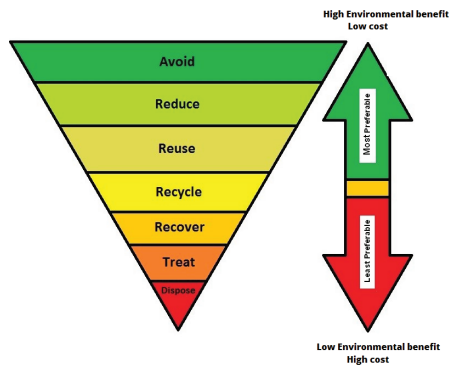 High Environmental benefit
Low cost
Avoid
Reduce
Reuse
Recycle
Recover
Treat
Dispose
Most Preferable
Least Preferable
Low Environmental benefit
High cost